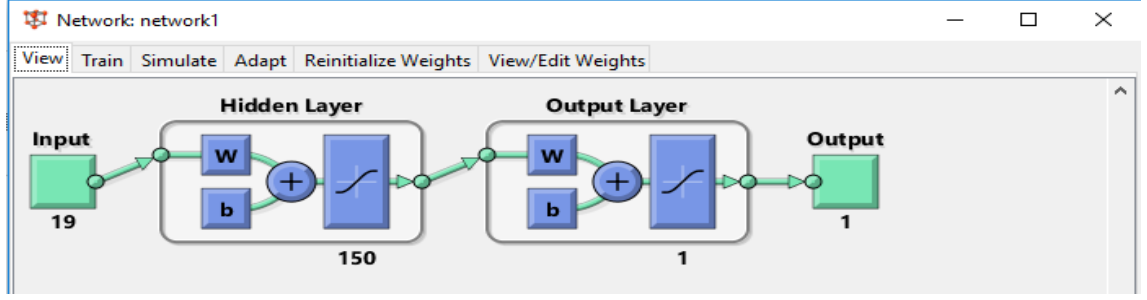 Network: network1
View Train Simulate Adapt Reinitialize Weights View/Edit Weights
Hidden Layer Output Layer
Input Output
W W
b b
19 1
150 1